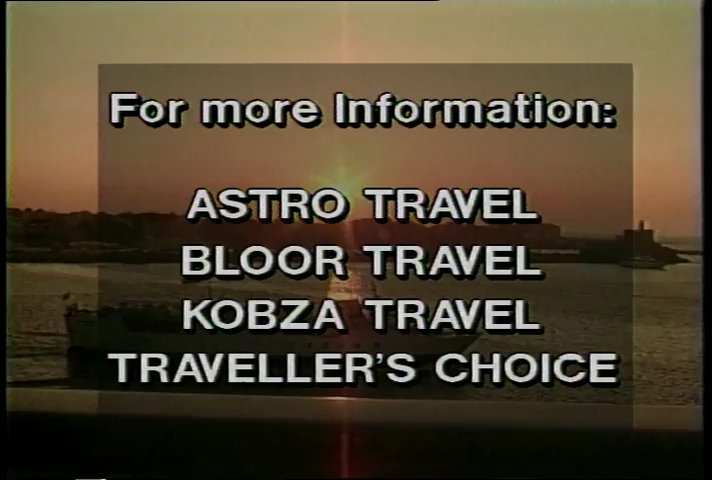 For more Information:
ASTRO TRAVEL
BLOOR TRAVEL
KOBZA TRAVEL
TRAVELLER'S CHOICE